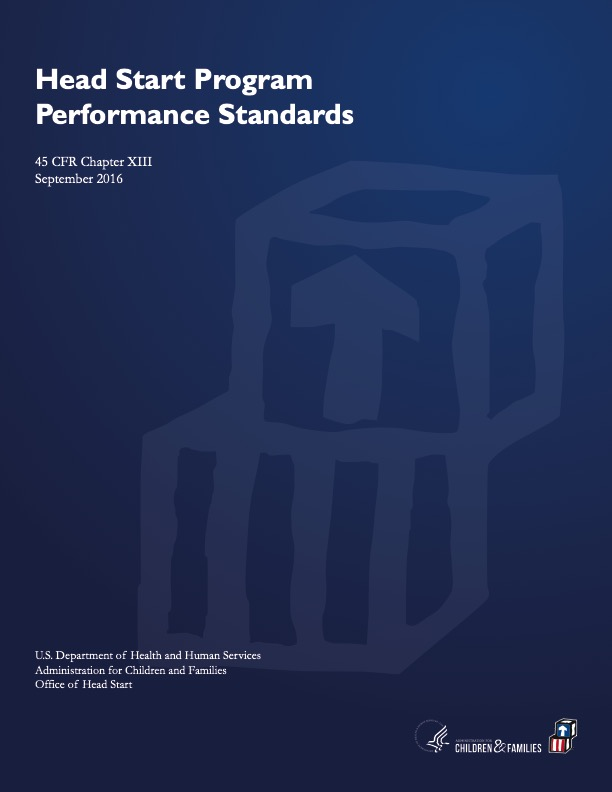 Head Start Program
Performance Standards
45 CFR Chapter XIII
September 2016
U.S. Department of Health and Human Services
Administration for Children and Families
Office of Head Start
ADMINISTRATION FOR
CHILDREN & FAMILIES